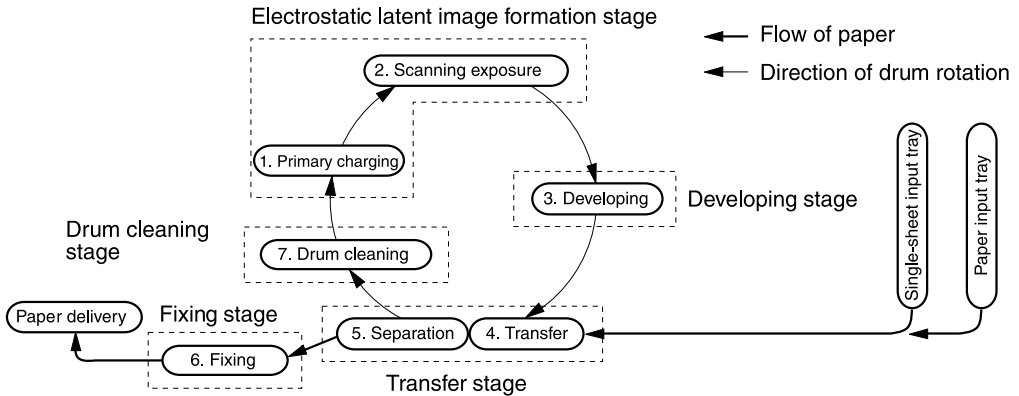 Electrostatic latent image formation stage
Flow of paper
2. Scanning exposure
Direction of drum rotation
1. Primary charging
Single-sheet input tray
Paper input tray
3. Developing
Developing stage
Drum cleaning
stage
7. Drum cleaning
Paper delivery
Fixing stage
5. Separation
4. Transfer
6. Fixing
Transfer stage